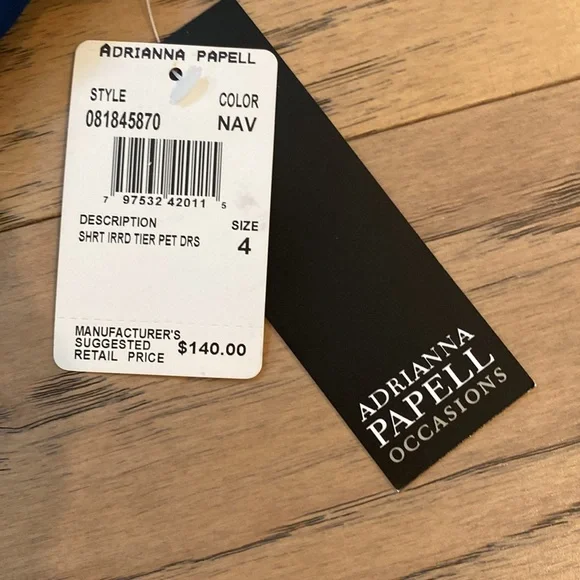 ADRIANNA PAPELL
STYLE COLOR
081845870 NAV
7 97532 42011 5
DESCRIPTION SIZE
SHRT IRRD TIER PET DRS 4
MANUFACTURER'S
SUGGESTED
RETAIL PRICE $140.00
ADRIANNA
PAPELL
OCCASIONS